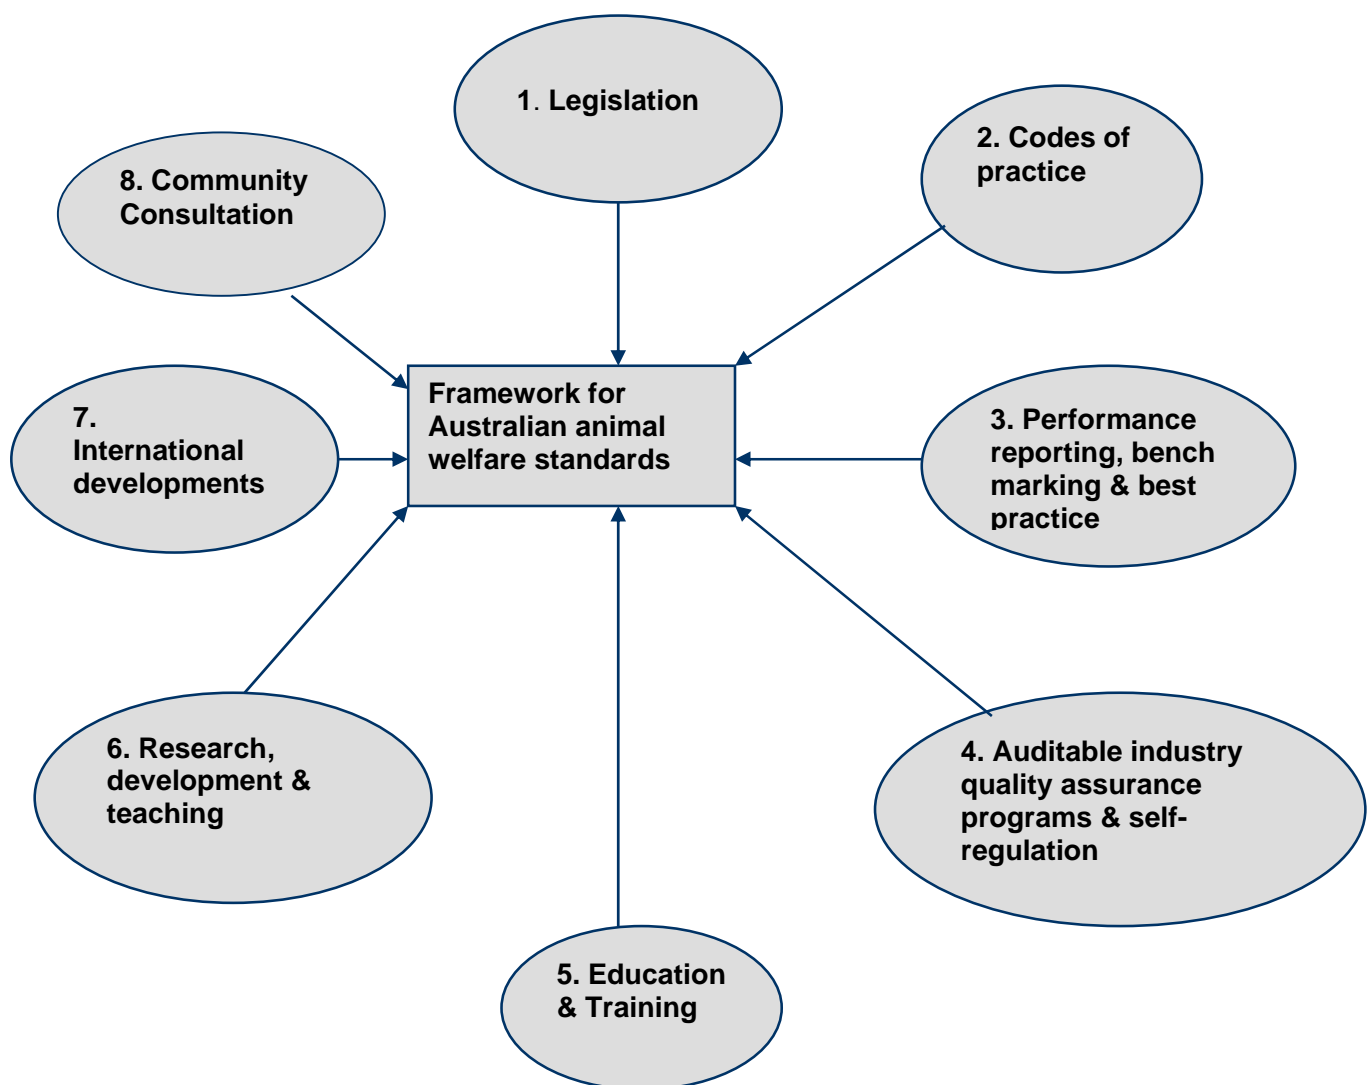 1. Legislation
2. Codes of
practice
8. Community
Consultation
Framework for
Australian animal
welfare standards
7.
International
developments
3. Performance
reporting, bench
marking & best
practice
6. Research,
development &
teaching
4. Auditable industry
quality assurance
programs & self-
regulation
5. Education
& Training